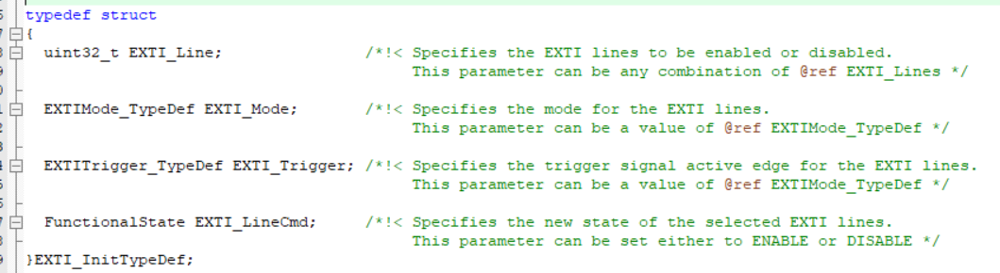 typedef struct
{
uint32_t EXTI_Line; /*!< Specifies the EXTI lines to be enabled or disabled.
This parameter can be any combination of @ref EXTI_Lines */
EXTIMode_TypeDef EXTI_Mode; /*!< Specifies the mode for the EXTI lines.
This parameter can be a value of @ref EXTIMode_TypeDef */
EXTITrigger_TypeDef EXTI_Trigger; /*!< Specifies the trigger signal active edge for the EXTI lines.
This parameter can be a value of @ref EXTIMode_TypeDef */
FunctionalState EXTI_LineCmd; /*!< Specifies the new state of the selected EXTI lines.
This parameter can be set either to ENABLE or DISABLE */
}EXTI_InitTypeDef;